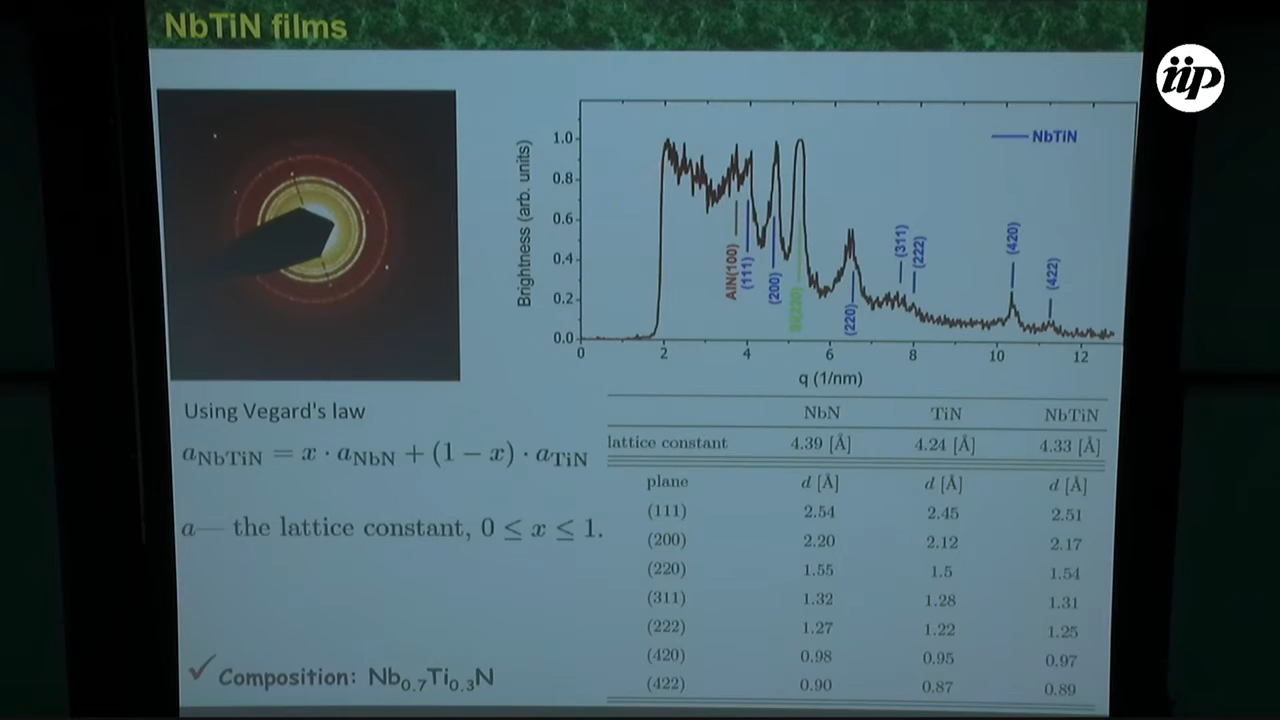 NbTiN films
iip
1.0
0.8
0.6
0.4
0.2
0.0
Brightness (arb. units)
NbTiN
AlN(100)
(111)
(200)
Si(220)
(220)
(311)
(222)
(420)
(422)
0 2 4 6 8 10 12
q (1/nm)
Using Vegard's law
a_NbTiN = x · a_NbN + (1 − x) · a_TiN
a— the lattice constant, 0 ≤ x ≤ 1.
✓ Composition: Nb0.7Ti0.3N
NbN TiN NbTiN
lattice constant 4.39 [Å] 4.24 [Å] 4.33 [Å]
plane d [Å] d [Å] d [Å]
(111) 2.54 2.45 2.51
(200) 2.20 2.12 2.17
(220) 1.55 1.5 1.54
(311) 1.32 1.28 1.31
(222) 1.27 1.22 1.25
(420) 0.98 0.95 0.97
(422) 0.90 0.87 0.89